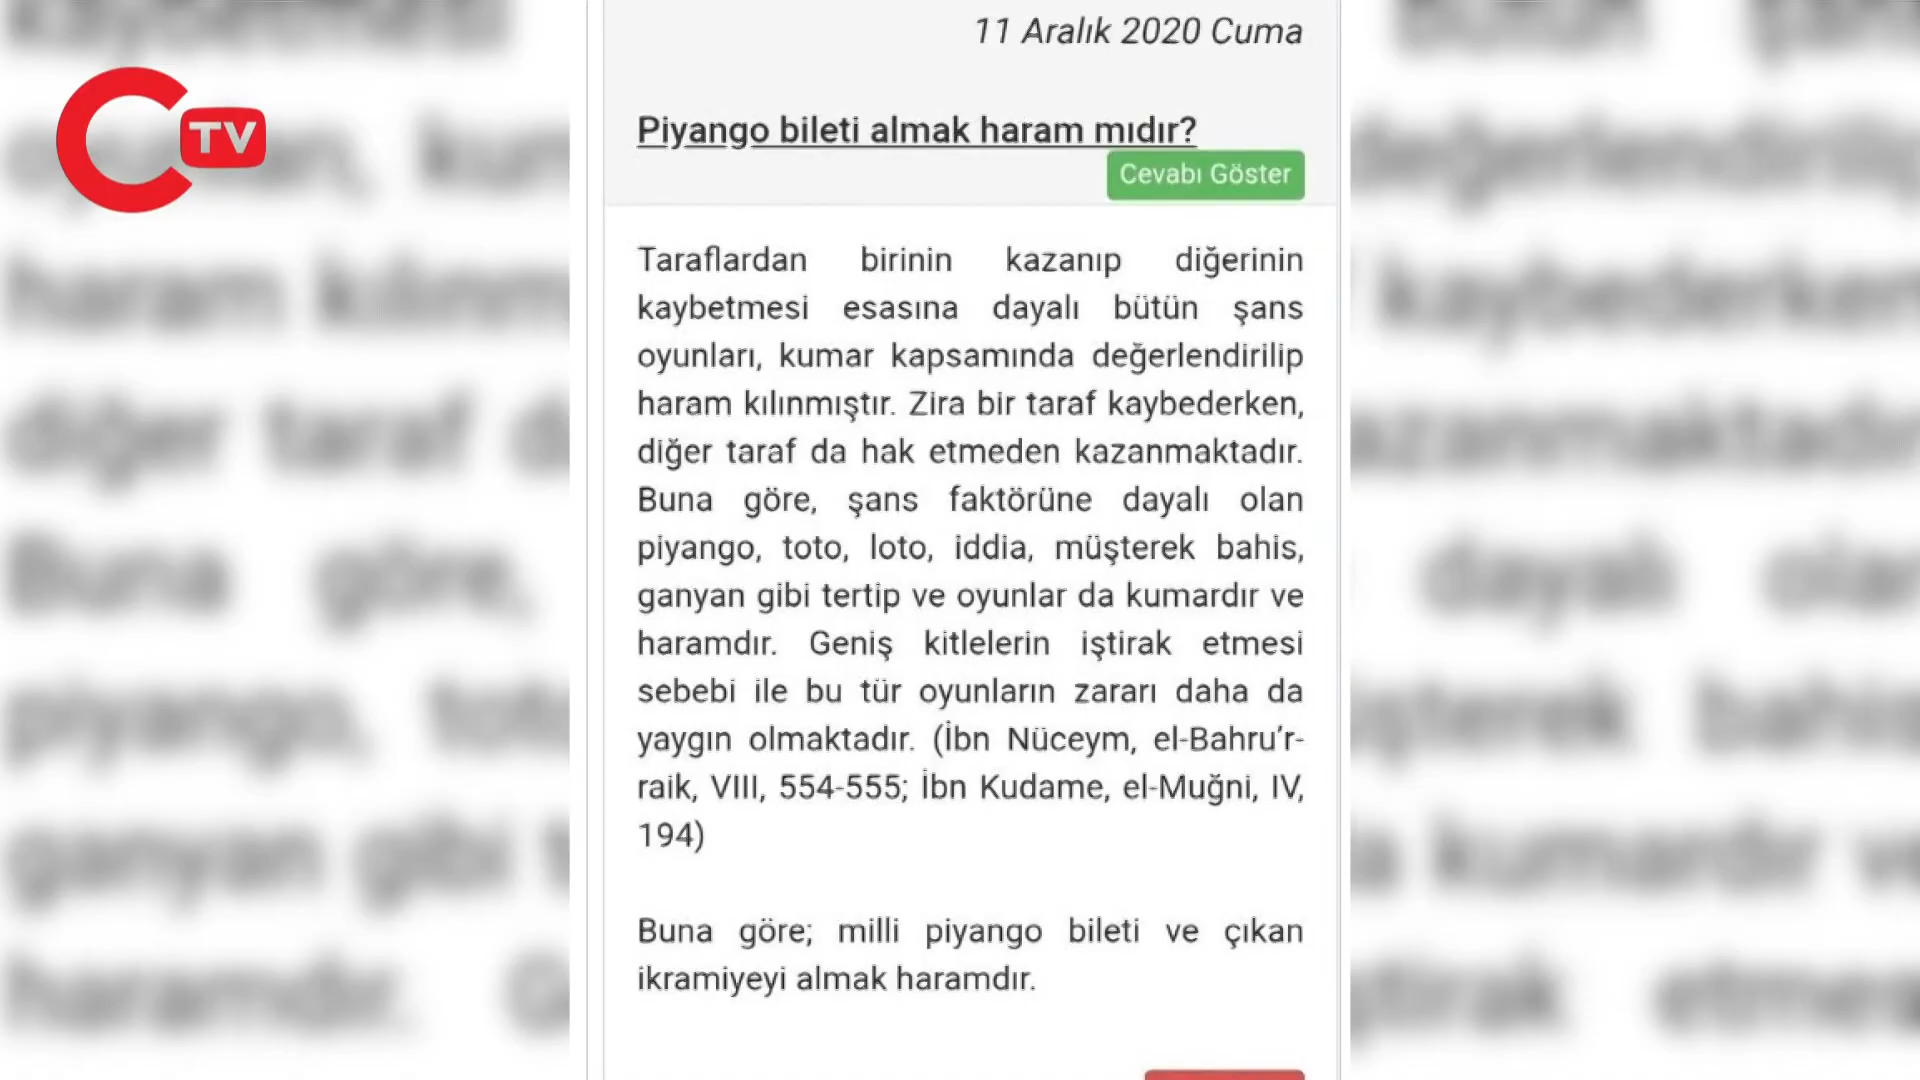 11 Aralık 2020 Cuma
TV
Piyango bileti almak haram mıdır?
Cevabı Göster
Taraflardan birinin kazanıp diğerinin
kaybetmesi esasına dayalı bütün şans
oyunları, kumar kapsamında değerlendirilip
haram kılınmıştır. Zira bir taraf kaybederken,
diğer taraf da hak etmeden kazanmaktadır.
Buna göre, şans faktörüne dayalı olan
piyango, toto, loto, iddia, müşterek bahis,
ganyan gibi tertip ve oyunlar da kumardır ve
haramdır. Geniş kitlelerin iştirak etmesi
sebebi ile bu tür oyunların zararı daha da
yaygın olmaktadır. (İbn Nüceym, el-Bahru’r-
raik, VIII, 554-555; İbn Kudame, el-Muğni, IV,
194)
Buna göre; milli piyango bileti ve çıkan
ikramiyeyi almak haramdır.